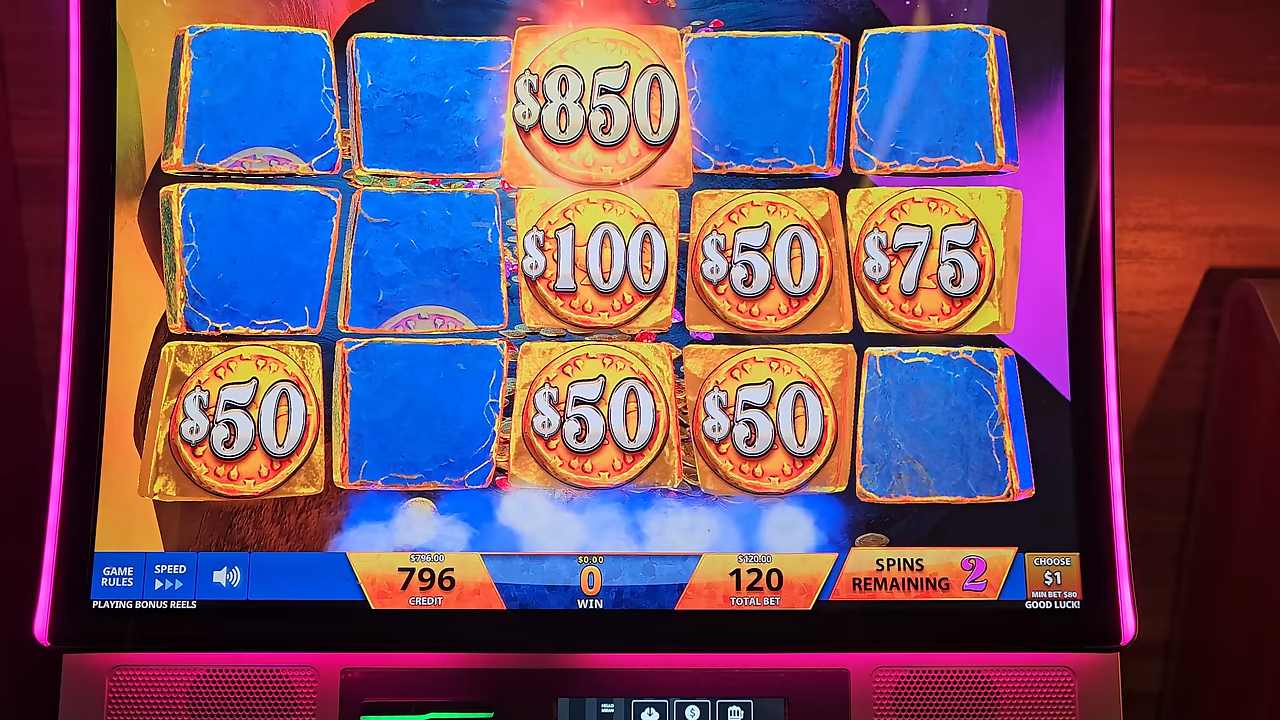 $850
$100 $50 $75
$50 $50 $50
GAME RULES
SPEED
$796.00
796
CREDIT
$0.00
0
WIN
$120.00
120
TOTAL BET
SPINS REMAINING 2
CHOOSE
$1
MIN BET $80
PLAYING BONUS REELS
GOOD LUCK!
HELLO